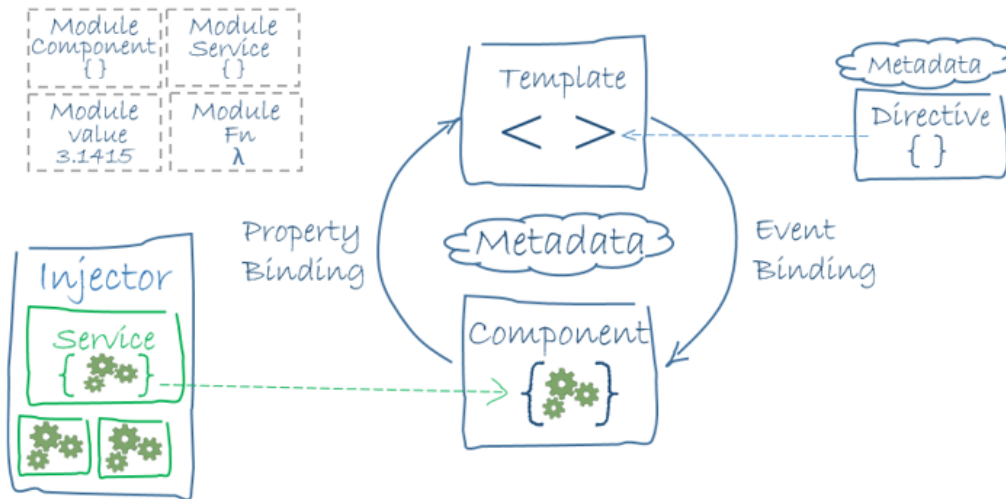 Module
Component
{ }
Module
Service
{ }
Module
value
3.1415
Module
Fn
λ
Template
< >
Metadata
Directive
{ }
Property
Binding
Metadata
Event
Binding
Injector
Service
{ }
Component
{ }